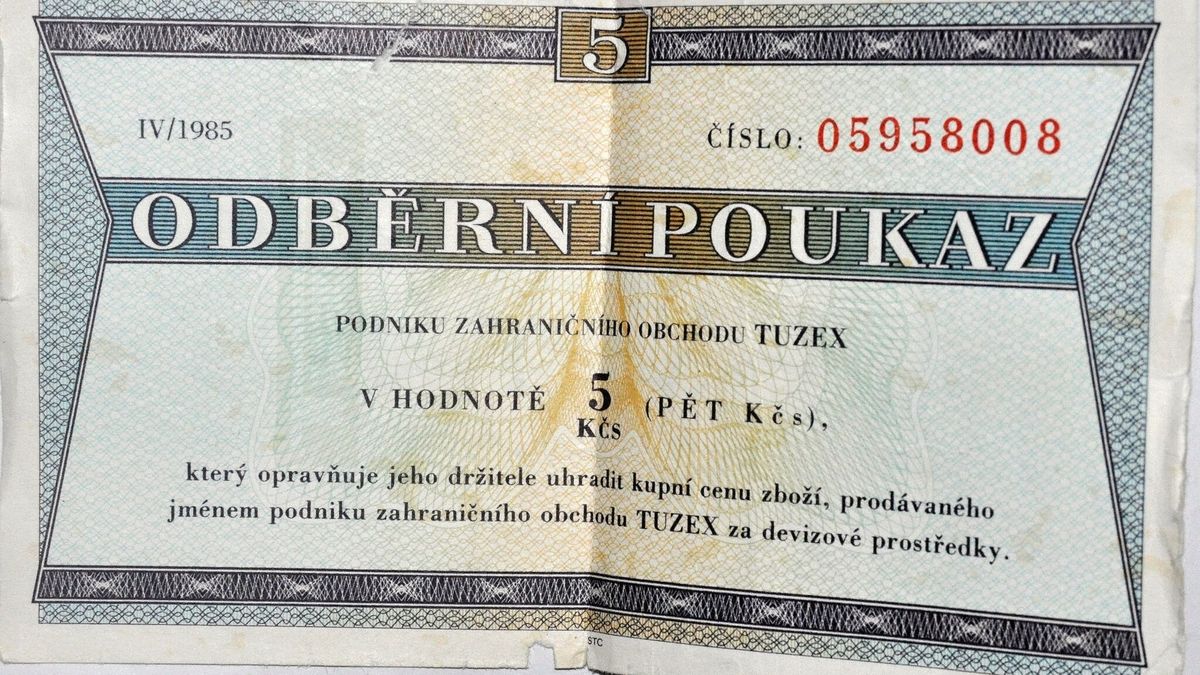 5
IV/1985
ČÍSLO: 05958008
ODBĚRNÍ POUKAZ
PODNIKU ZAHRANIČNÍHO OBCHODU TUZEX
V HODNOTĚ 5 Kčs (PĚT Kčs),
který opravňuje jeho držitele uhradit kupní cenu zboží, prodávaného
jménem podniku zahraničního obchodu TUZEX za devizové prostředky.
STC